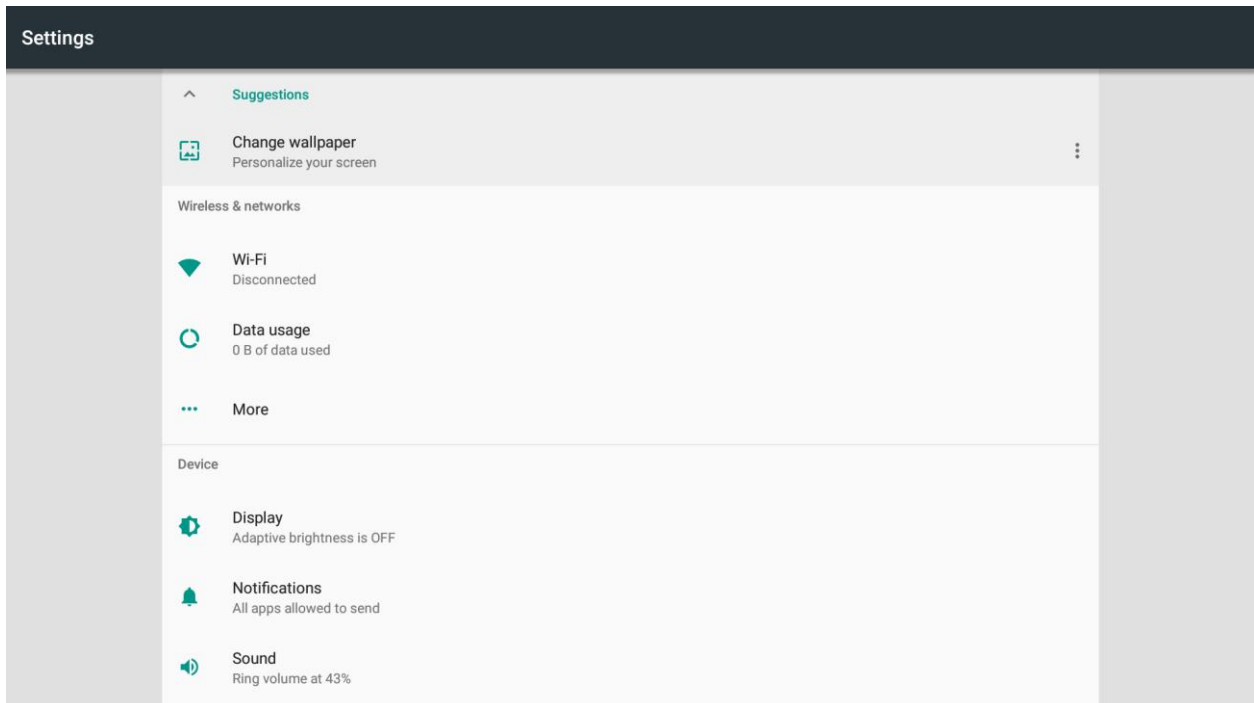 Settings
Suggestions
Change wallpaper
Personalize your screen
Wireless & networks
Wi-Fi
Disconnected
Data usage
0 B of data used
More
Device
Display
Adaptive brightness is OFF
Notifications
All apps allowed to send
Sound
Ring volume at 43%